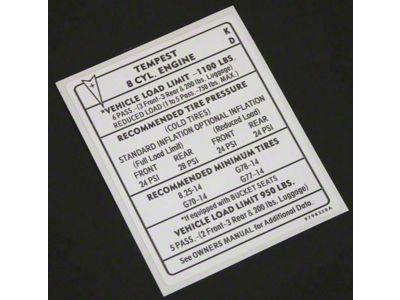 TEMPEST
8 CYL. ENGINE
K
D
*VEHICLE LOAD LIMIT -1100 LBS.
6 PASS.-(3 Front-3 Rear & 200 lbs. Luggage)
REDUCED LOAD (1 to 5 Pass.-750 lbs. MAX.)
RECOMMENDED TIRE PRESSURE
(COLD TIRES)
STANDARD INFLATION OPTIONAL INFLATION
(Full Load Limit) (Reduced Load)
FRONT REAR FRONT REAR
24 PSI 28 PSI 24 PSI 24 PSI
RECOMMENDED MINIMUM TIRES
8.25-14 G78-14
G70-14 G77-14
*If equipped with BUCKET SEATS
VEHICLE LOAD LIMIT 950 LBS.
5 PASS.-(2 Front-3 Rear & 200 lbs. Luggage)
See OWNERS MANUAL for Additional Data.